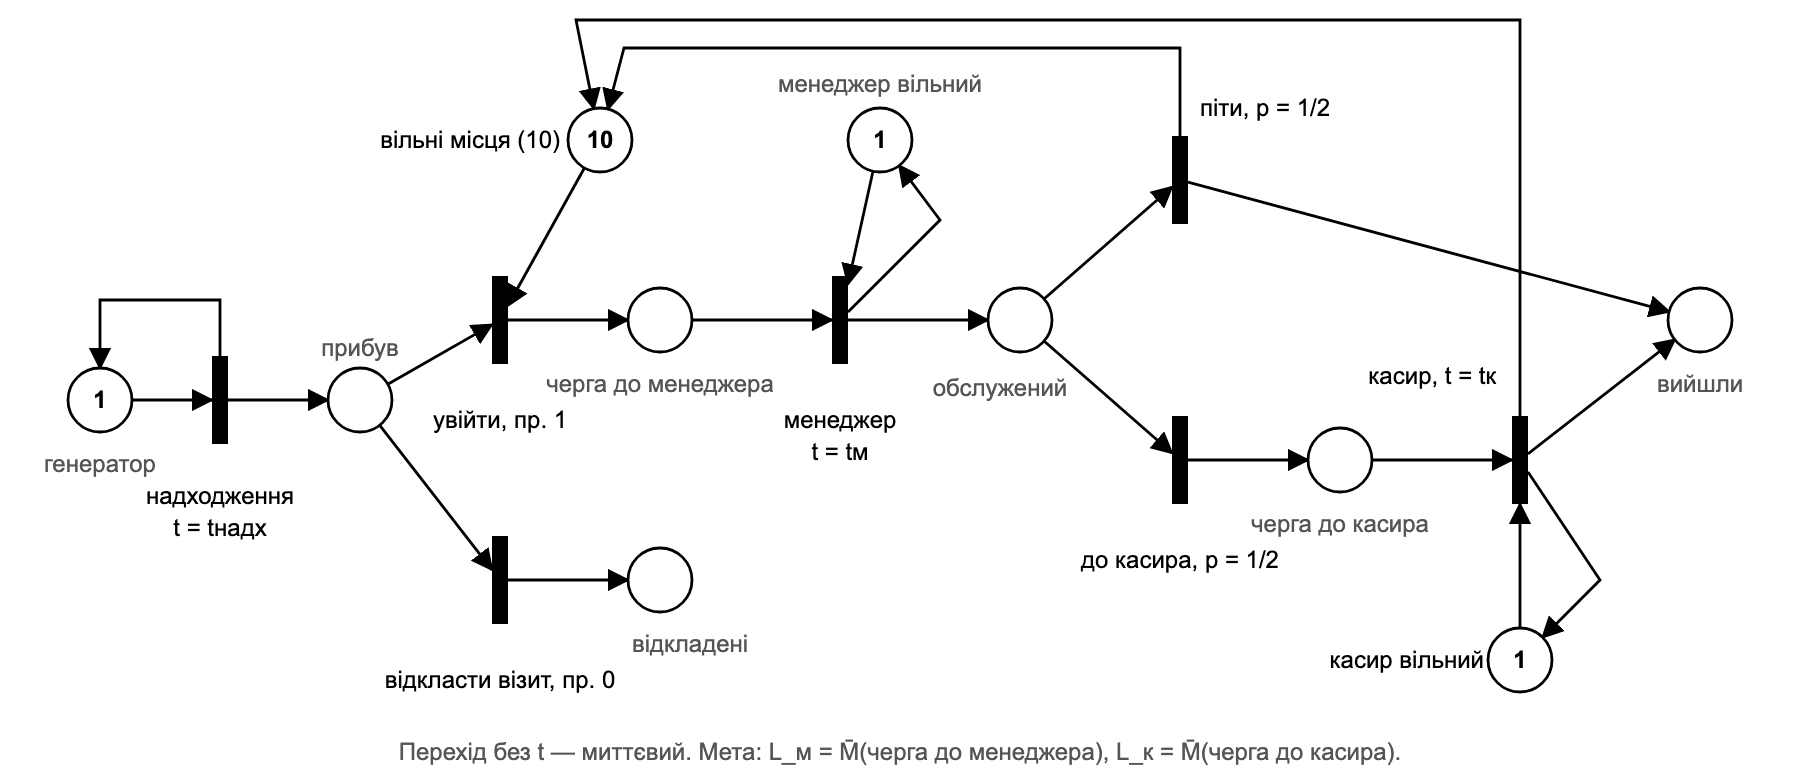 менеджер вільний
піти, p = 1/2
вільні місця (10)
10
1
прибув
черга до менеджера
обслужений
касир, t = tк
вийшли
1
увійти, пр. 1
менеджер
t = tм
генератор
надходження
t = tнадх
черга до касира
до касира, p = 1/2
відкладені
відкласти візит, пр. 0
касир вільний
1
Перехід без t — миттєвий. Мета: L_м = M̄(черга до менеджера), L_к = M̄(черга до касира).